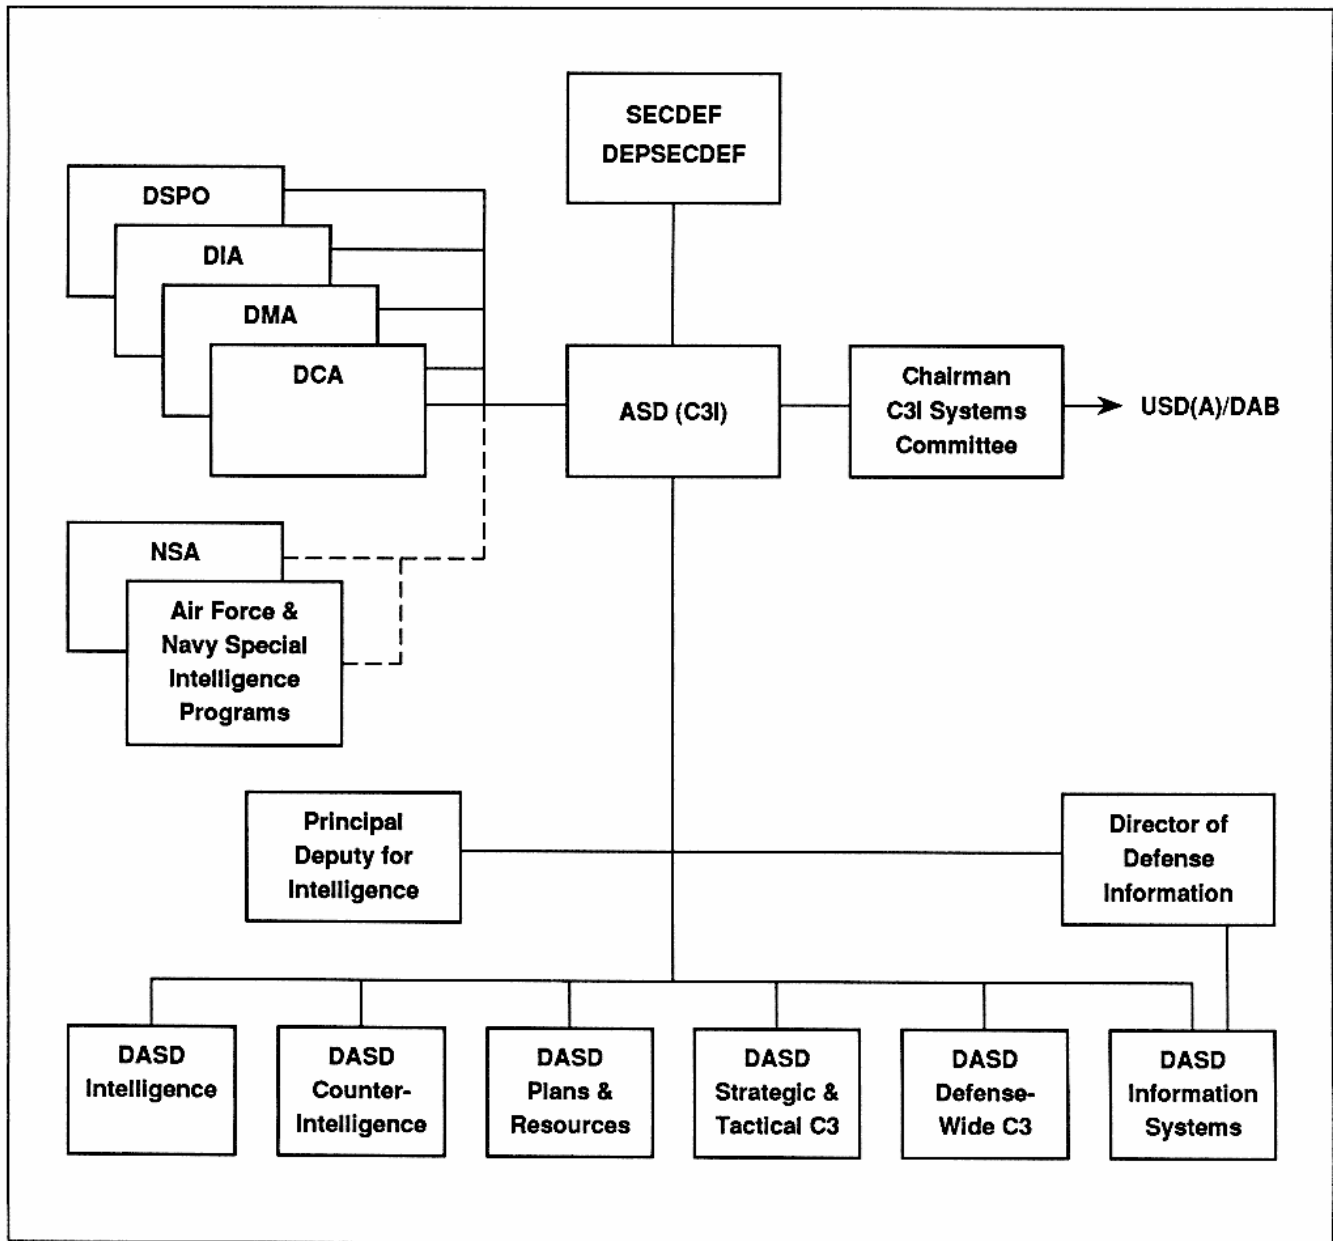 SECDEF
DEPSECDEF
DSPO
DIA
DMA
DCA
ASD (C3I)
Chairman
C3I Systems
Committee
USD(A)/DAB
NSA
Air Force &
Navy Special
Intelligence
Programs
Principal
Deputy for
Intelligence
Director of
Defense
Information
DASD
Intelligence
DASD
Counter-
Intelligence
DASD
Plans &
Resources
DASD
Strategic &
Tactical C3
DASD
Defense-
Wide C3
DASD
Information
Systems